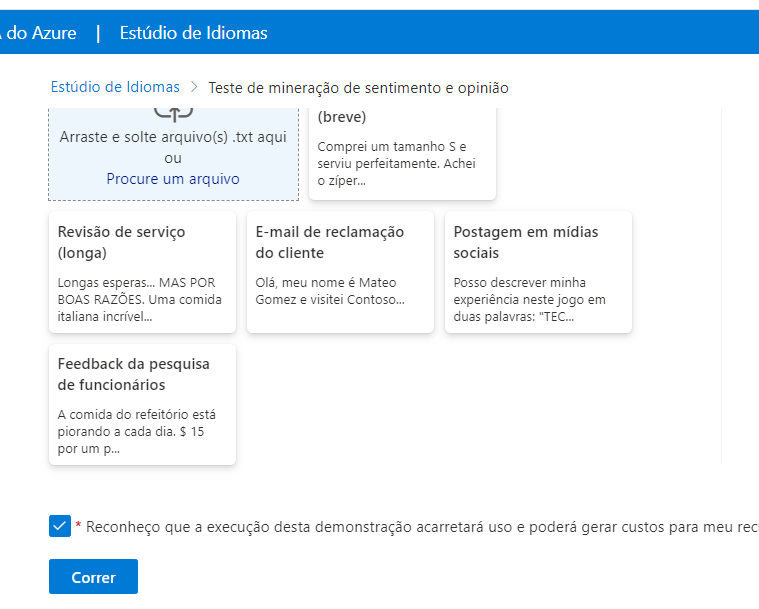 do Azure | Estúdio de Idiomas
Estúdio de Idiomas > Teste de mineração de sentimento e opinião
Arraste e solte arquivo(s) .txt aqui
ou
Procure um arquivo
(breve)
Comprei um tamanho S e
serviu perfeitamente. Achei
o zíper...
Revisão de serviço
(longa)
Longas esperas... MAS POR
BOAS RAZÕES. Uma comida
italiana incrível...
E-mail de reclamação
do cliente
Olá, meu nome é Mateo
Gomez e visitei Contoso...
Postagem em mídias
sociais
Posso descrever minha
experiência neste jogo em
duas palavras: "TEC...
Feedback da pesquisa
de funcionários
A comida do refeitório está
piorando a cada dia. $ 15
por um p...
* Reconheço que a execução desta demonstração acarretará uso e poderá gerar custos para meu
Correr